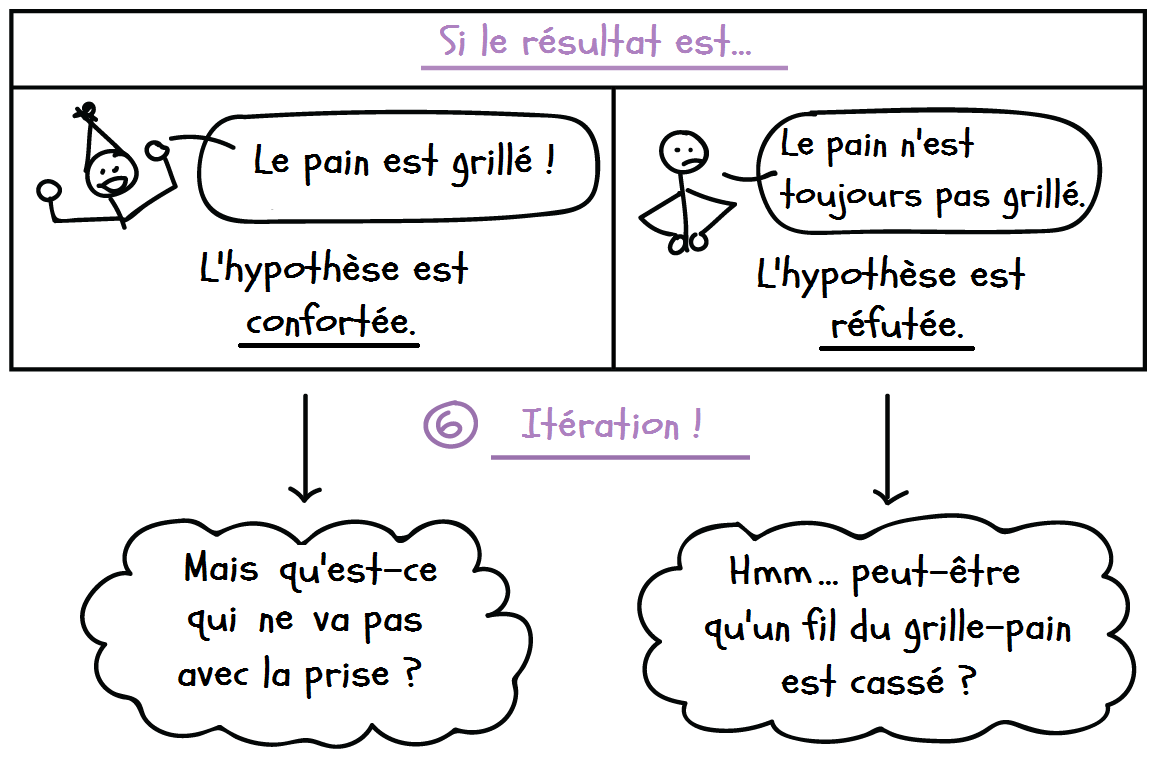 Si le résultat est...
Le pain est grillé !
L'hypothèse est
confortée.
Le pain n'est
toujours pas grillé.
L'hypothèse est
réfutée.
6 Itération !
Mais qu'est-ce
qui ne va pas
avec la prise ?
Hmm... peut-être
qu'un fil du grille-pain
est cassé ?